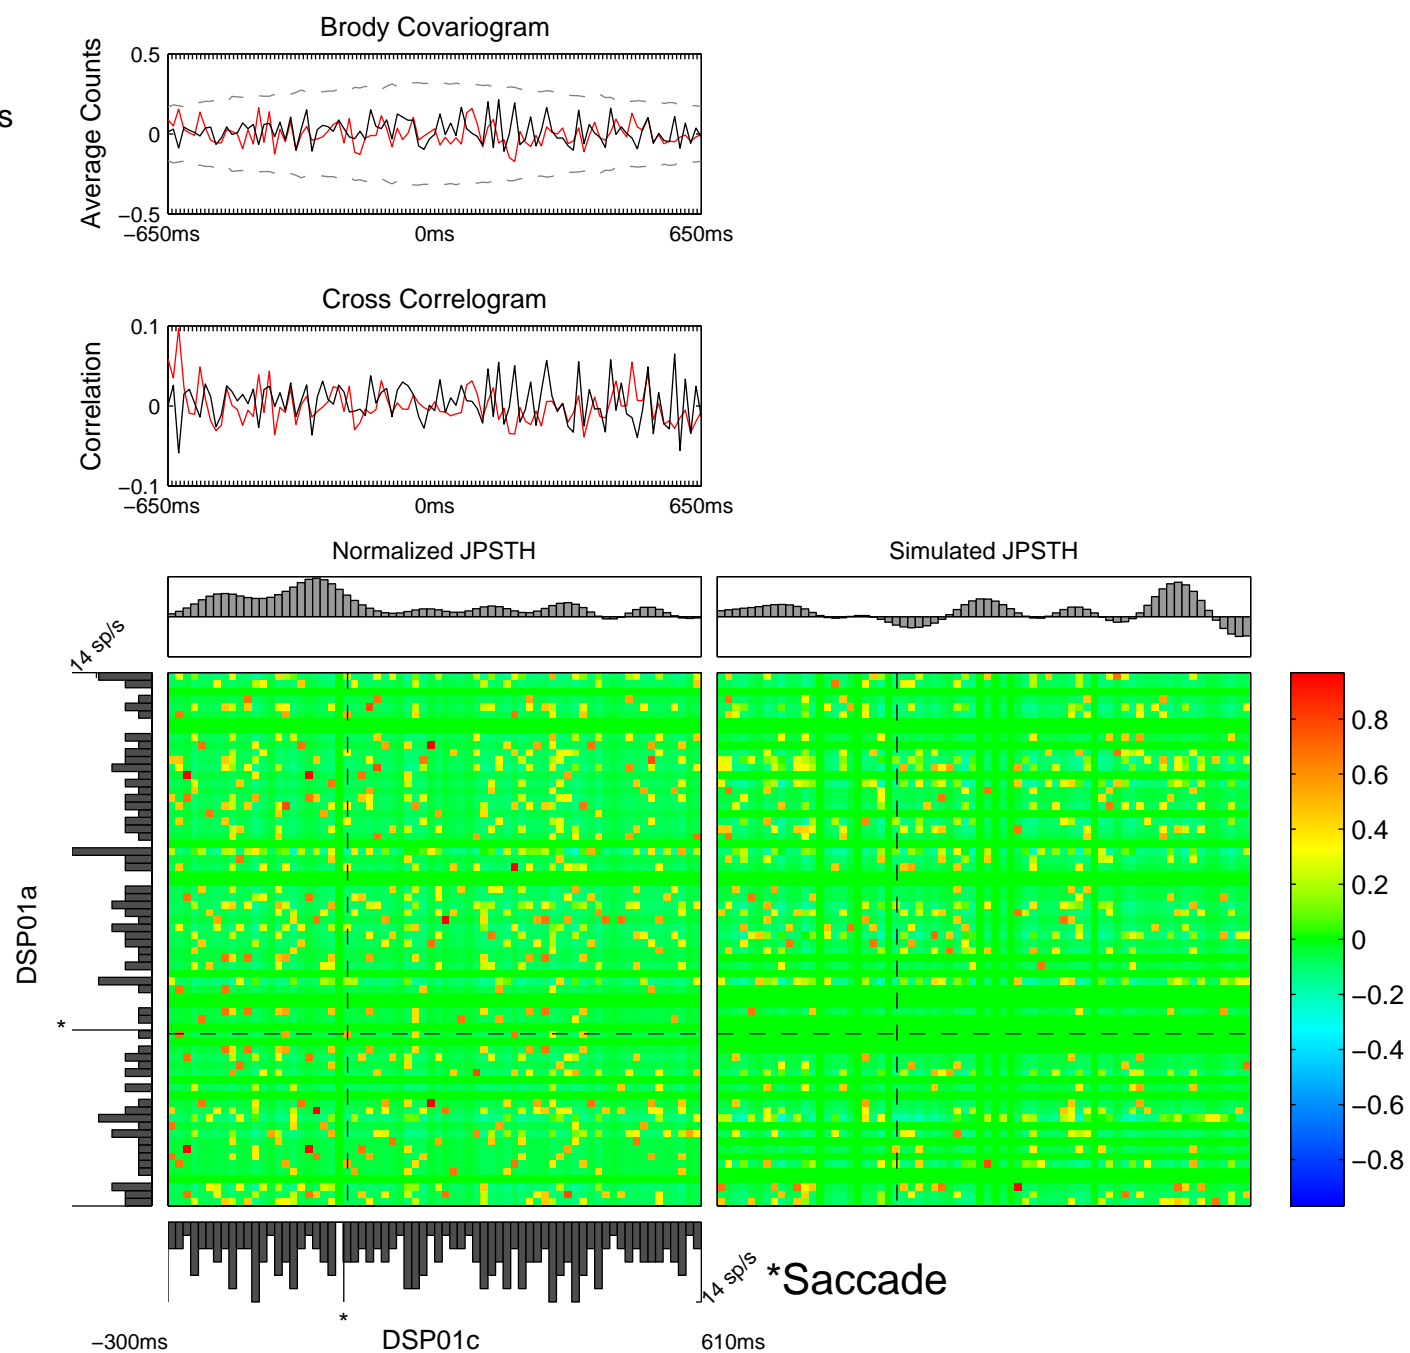 Brody Covariogram
s
Average Counts
0.5
0
−0.5
−650ms
0ms
650ms
Cross Correlogram
Correlation
0.1
0
−0.1
−650ms
0ms
650ms
Normalized JPSTH
Simulated JPSTH
14 sp/s
DSP01a
*
0.8
0.6
0.4
0.2
0
−0.2
−0.4
−0.6
−0.8
14 sp/s
*Saccade
*
−300ms
DSP01c
610ms